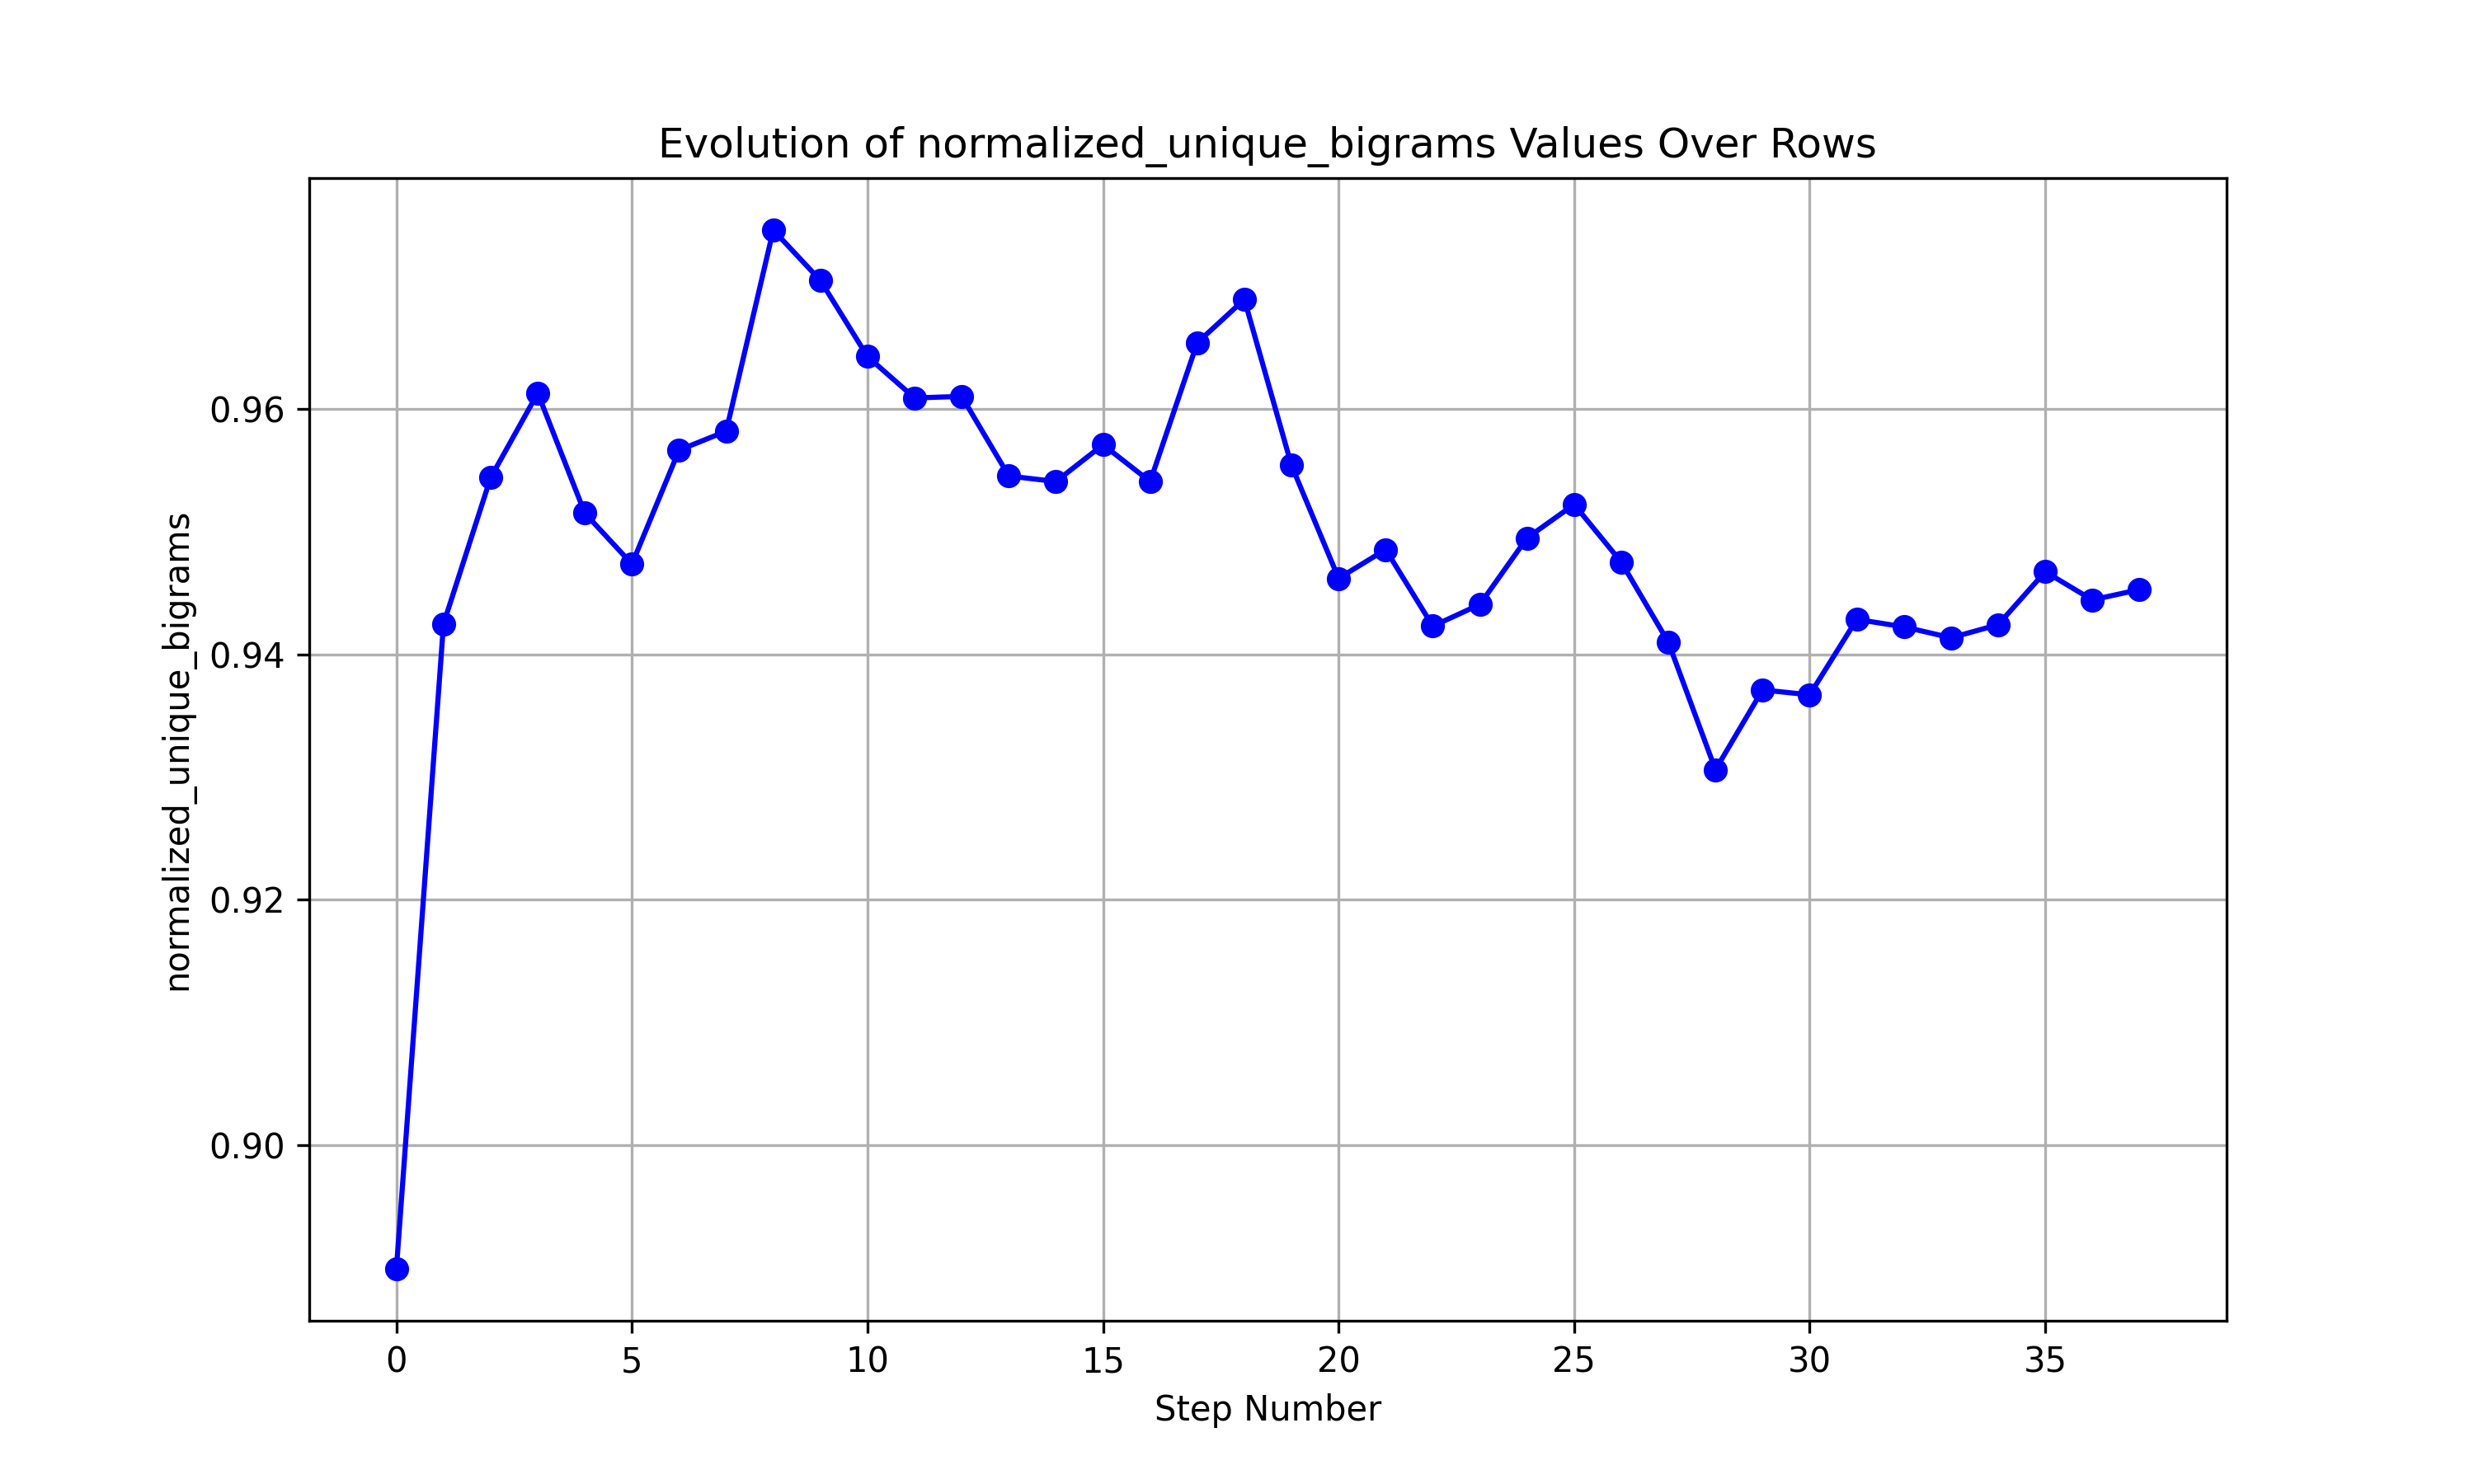 Evolution of normalized_unique_bigrams Values Over Rows
normalized_unique_bigrams
0.96
0.94
0.92
0.90
0 5 10 15 20 25 30 35
Step Number